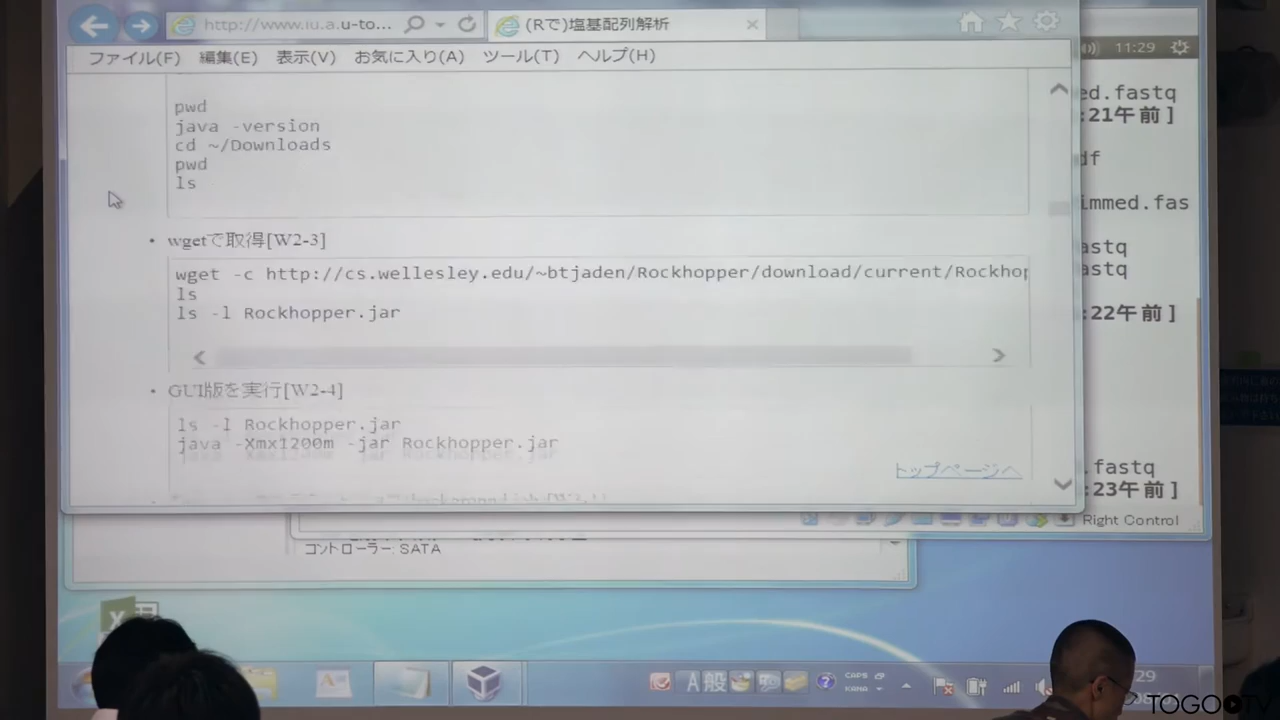 http://www.iu.a.u-to...
(Rで)塩基配列解析
11:29
ファイル(F) 編集(E) 表示(V) お気に入り(A) ツール(T) ヘルプ(H)
pwd
java -version
cd ~/Downloads
pwd
ls
• wgetで取得[W2-3]
wget -c http://cs.wellesley.edu/~btjaden/Rockhopper/download/current/Rockhop
ls
ls -l Rockhopper.jar
• GUI版を実行[W2-4]
ls -l Rockhopper.jar
java -Xmx1200m -jar Rockhopper.jar
トップページへ
ed.fastq
:21午前]
df
immed.fas
astq
astq
:22午前]
.fastq
:23午前]
Right Control
コントローラー: SATA
A般
CAPS
KANA
29
TOGOTV